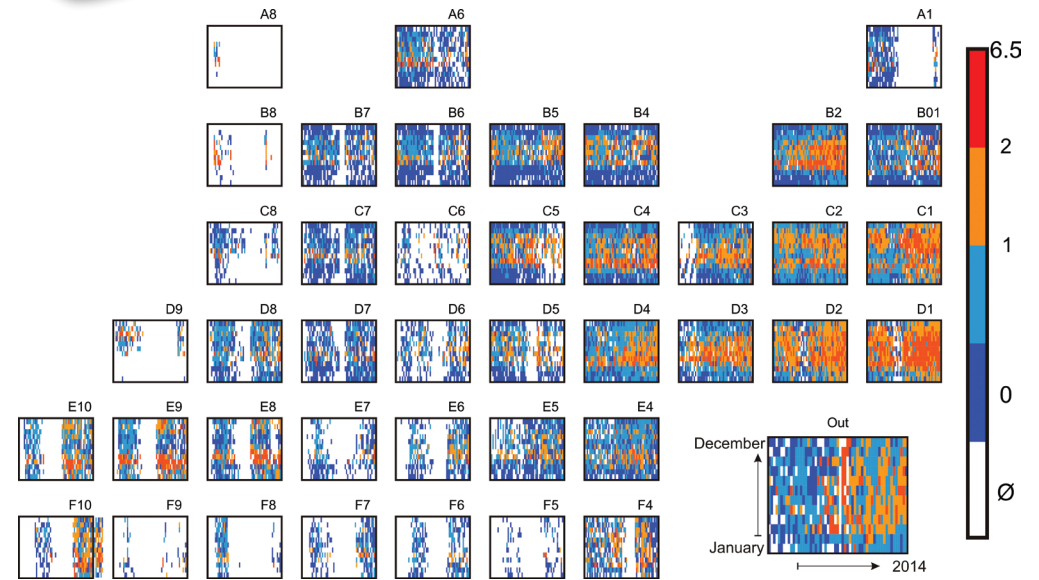 A8 A6 A1
6.5
B8 B7 B6 B5 B4 B2 B01
2
C8 C7 C6 C5 C4 C3 C2 C1
1
D9 D8 D7 D6 D5 D4 D3 D2 D1
0
E10 E9 E8 E7 E6 E5 E4
Out
December
Ø
F10 F9 F8 F7 F6 F5 F4
January
2014